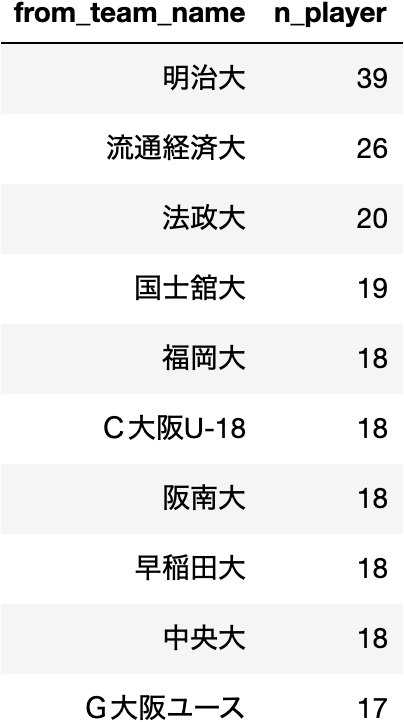 from_team_name n_player
明治大 39
流通経済大 26
法政大 20
国士舘大 19
福岡大 18
Ｃ大阪U-18 18
阪南大 18
早稲田大 18
中央大 18
Ｇ大阪ユース 17